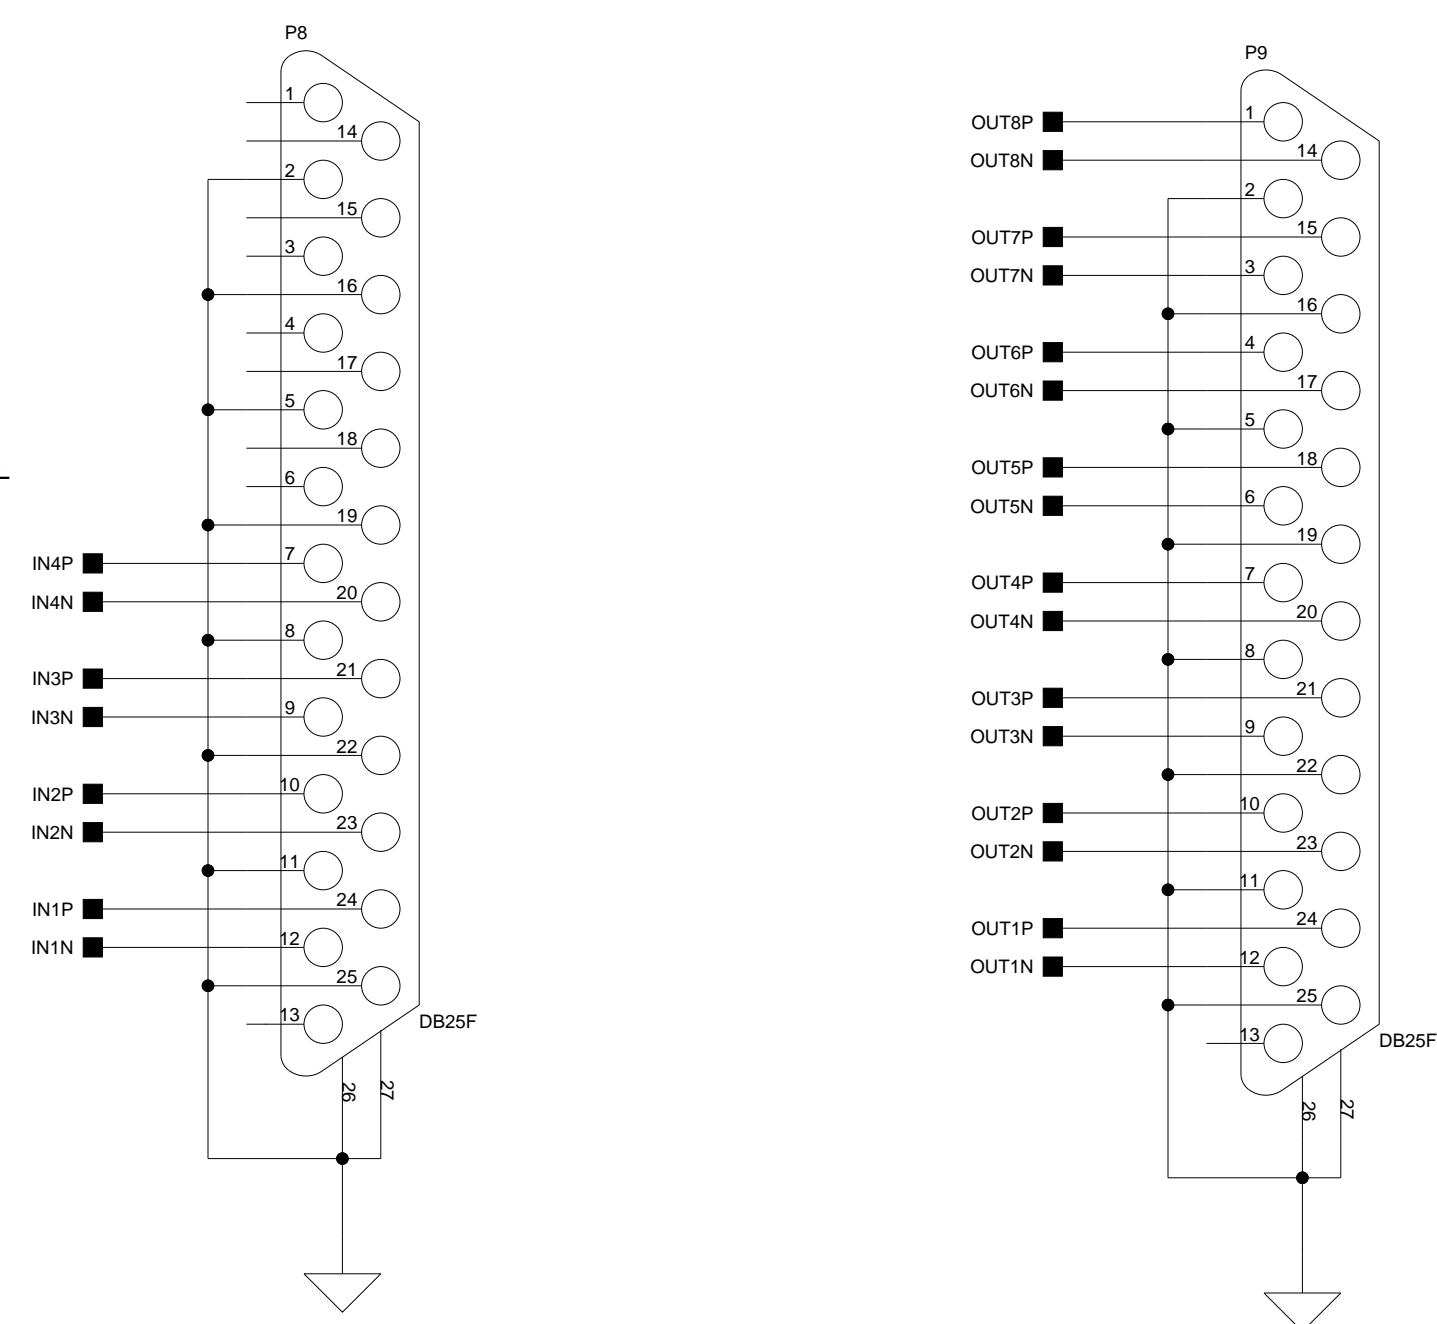 P8
1
14
2
15
3
16
4
17
5
18
6
19
IN4P 7
IN4N 20
8
IN3P 21
IN3N 9
22
IN2P 10
IN2N 23
11
IN1P 24
IN1N 12
25
13
DB25F
26 27
P9
OUT8P 1
OUT8N 14
2
OUT7P 15
OUT7N 3
16
OUT6P 4
OUT6N 17
5
OUT5P 18
OUT5N 6
19
OUT4P 7
OUT4N 20
8
OUT3P 21
OUT3N 9
22
OUT2P 10
OUT2N 23
11
OUT1P 24
OUT1N 12
25
13
DB25F
26 27